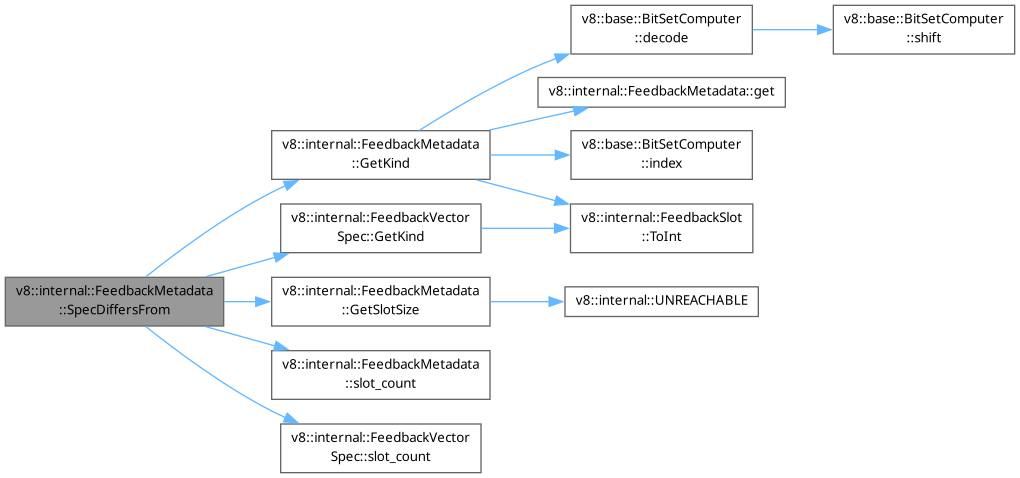 v8::base::BitSetComputer
::decode
v8::base::BitSetComputer
::shift
v8::internal::FeedbackMetadata::get
v8::internal::FeedbackMetadata
::GetKind
v8::base::BitSetComputer
::index
v8::internal::FeedbackVector
Spec::GetKind
v8::internal::FeedbackSlot
::ToInt
v8::internal::FeedbackMetadata
::SpecDiffersFrom
v8::internal::FeedbackMetadata
::GetSlotSize
v8::internal::UNREACHABLE
v8::internal::FeedbackMetadata
::slot_count
v8::internal::FeedbackVector
Spec::slot_count